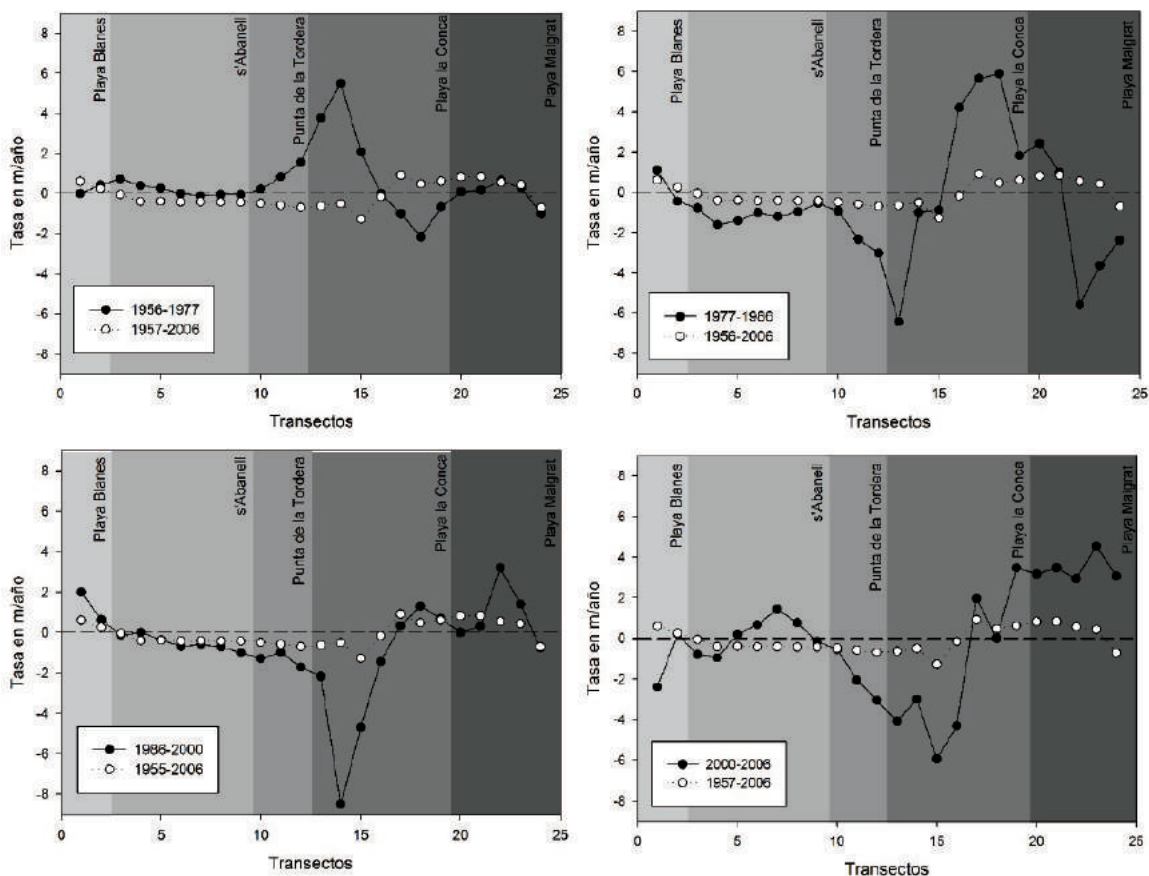 Playa Blanes
s'Abanell
Punta de la Tordera
Playa la Conca
Playa Malgrat
Tasa en m/año
8
6
4
2
0
-2
-4
-6
-8
1956-1977
1957-2006
0 5 10 15 20 25
Transectos
Playa Blanes
s'Abanell
Punta de la Tordera
Playa la Conca
Playa Malgrat
Tasa en m/año
8
6
4
2
0
-2
-4
-6
-8
1977-1986
1956-2006
0 5 10 15 20 25
Transectos
Playa Blanes
s'Abanell
Punta de la Tordera
Playa la Conca
Playa Malgrat
Tasa en m/año
8
6
4
2
0
-2
-4
-6
-8
1986-2000
1955-2006
0 5 10 15 20 25
Transectos
Playa Blanes
s'Abanell
Punta de la Tordera
Playa la Conca
Playa Malgrat
Tasa en m/año
8
6
4
2
0
-2
-4
-6
-8
2000-2006
1957-2006
0 5 10 15 20 25
Transectos